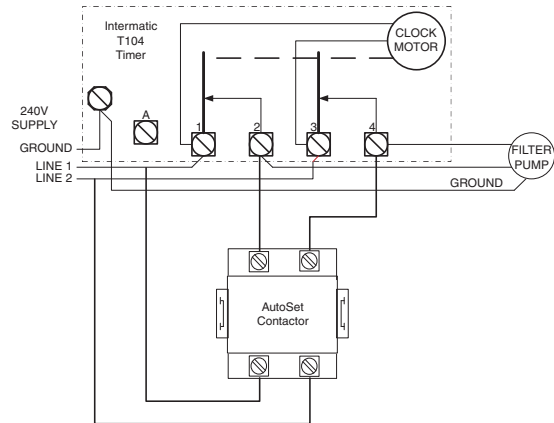 Intermatic
T104
Timer
CLOCK
MOTOR
240V
SUPPLY
A
1
2
3
4
GROUND
LINE 1
LINE 2
FILTER
PUMP
GROUND
AutoSet
Contactor